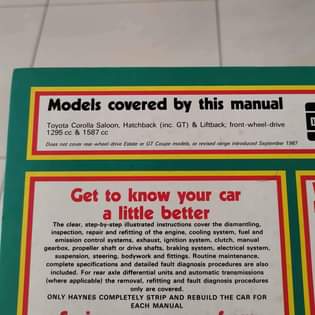 Models covered by this manual
Toyota Corolla Saloon, Hatchback (inc. GT) & Liftback, front-wheel-drive
1295 cc & 1587 cc
Does not cover rear-wheel-drive Estate or GT Coupe models, or revised range introduced September 1987
Get to know your car
a little better
The clear, step-by-step illustrated instructions cover the dismantling,
inspection, repair and refitting of the engine, cooling system, fuel and
emission control systems, exhaust, ignition system, clutch, manual
gearbox, propeller shaft or drive shafts, braking system, electrical system,
suspension, steering, bodywork and fittings. Routine maintenance,
complete specifications and detailed fault diagnosis procedures are also
included. For rear axle differential units and automatic transmissions
(where applicable) the removal, refitting and fault diagnosis procedures
only are covered.
ONLY HAYNES COMPLETELY STRIP AND REBUILD THE CAR FOR
EACH MANUAL